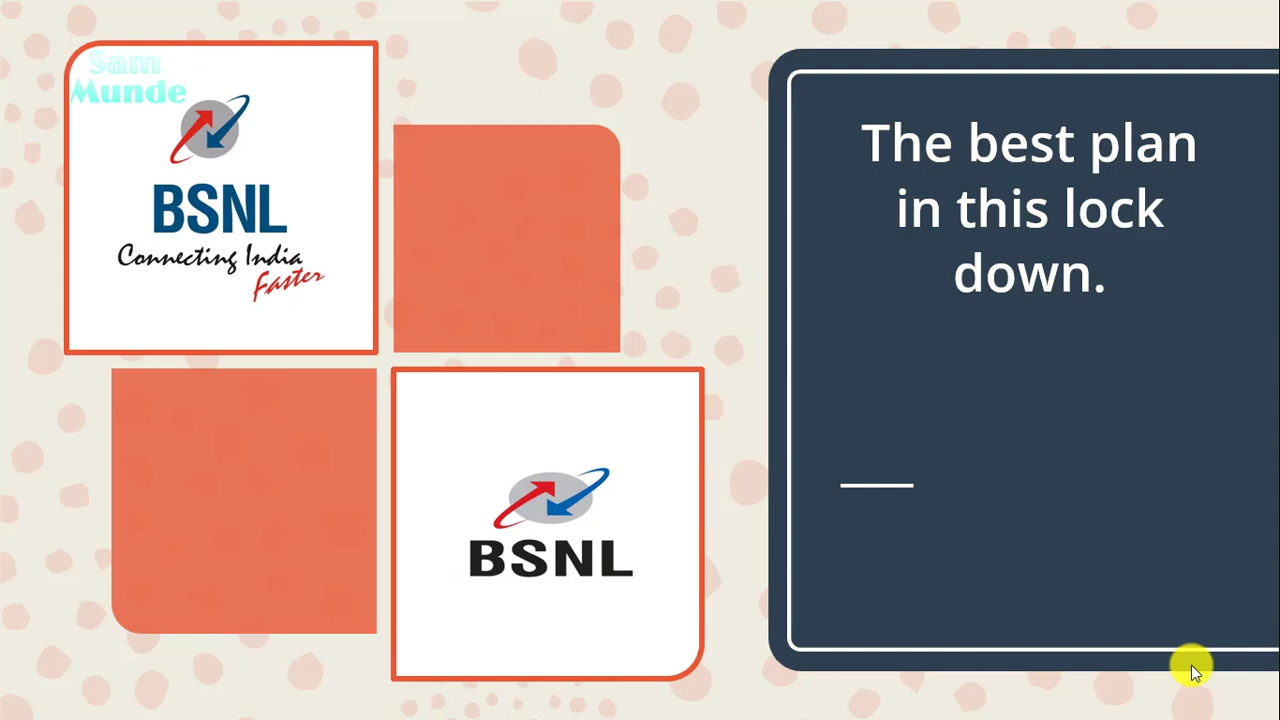 Sam
Munde
BSNL
Connecting India
Faster
The best plan
in this lock
down.
BSNL